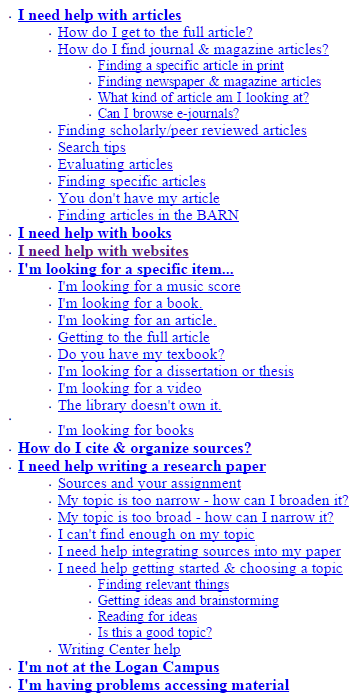 I need help with articles
How do I get to the full article?
How do I find journal & magazine articles?
Finding a specific article in print
Finding newspaper & magazine articles
What kind of article am I looking at?
Can I browse e-journals?
Finding scholarly/peer reviewed articles
Search tips
Evaluating articles
Finding specific articles
You don't have my article
Finding articles in the BARN
I need help with books
I need help with websites
I'm looking for a specific item...
I'm looking for a music score
I'm looking for a book.
I'm looking for an article.
Getting to the full article
Do you have my texbook?
I'm looking for a dissertation or thesis
I'm looking for a video
The library doesn't own it.
I'm looking for books
How do I cite & organize sources?
I need help writing a research paper
Sources and your assignment
My topic is too narrow - how can I broaden it?
My topic is too broad - how can I narrow it?
I can't find enough on my topic
I need help integrating sources into my paper
I need help getting started & choosing a topic
Finding relevant things
Getting ideas and brainstorming
Reading for ideas
Is this a good topic?
Writing Center help
I'm not at the Logan Campus
I'm having problems accessing material